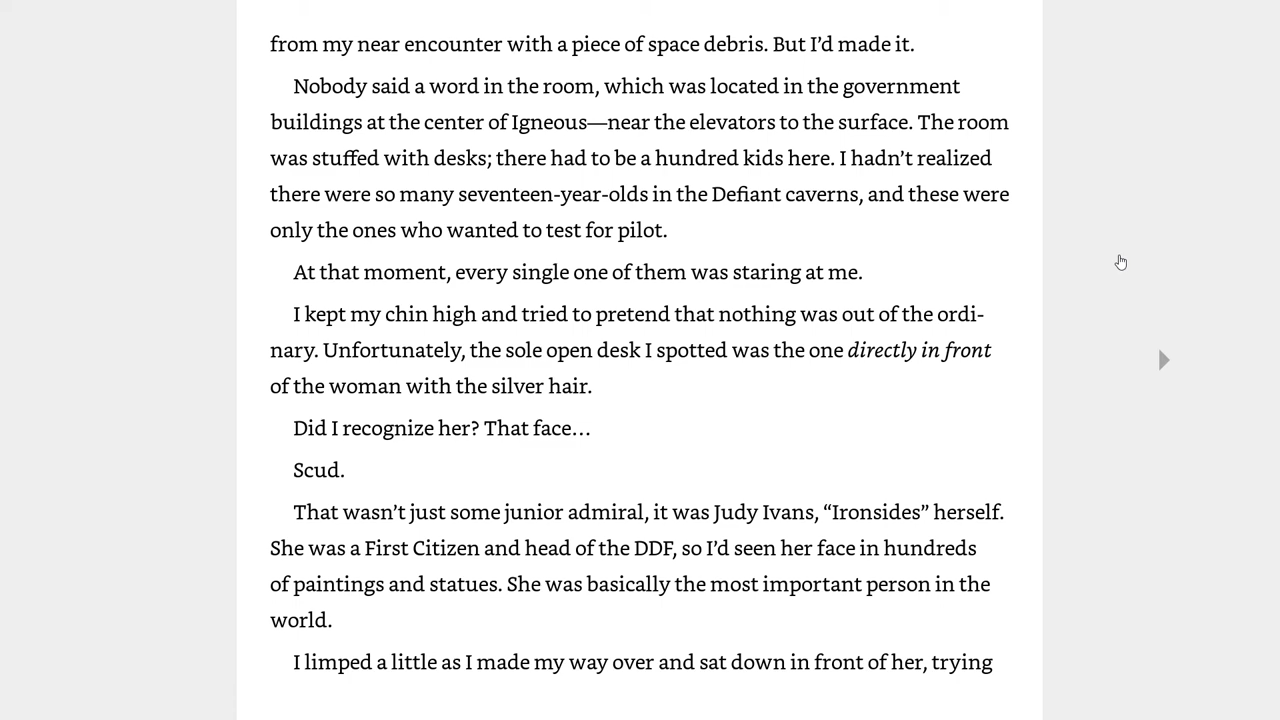 from my near encounter with a piece of space debris. But I’d made it.
Nobody said a word in the room, which was located in the government
buildings at the center of Igneous—near the elevators to the surface. The room
was stuffed with desks; there had to be a hundred kids here. I hadn’t realized
there were so many seventeen-year-olds in the Defiant caverns, and these were
only the ones who wanted to test for pilot.
At that moment, every single one of them was staring at me.
I kept my chin high and tried to pretend that nothing was out of the ordi-
nary. Unfortunately, the sole open desk I spotted was the one directly in front
of the woman with the silver hair.
Did I recognize her? That face…
Scud.
That wasn’t just some junior admiral, it was Judy Ivans, “Ironsides” herself.
She was a First Citizen and head of the DDF, so I’d seen her face in hundreds
of paintings and statues. She was basically the most important person in the
world.
I limped a little as I made my way over and sat down in front of her, trying